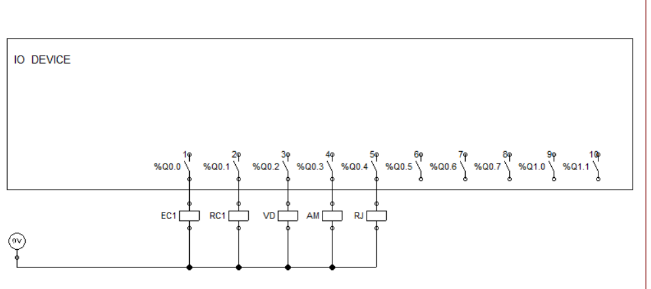 IO DEVICE
1 2 3 4 5 6 7 8 9 10
%Q0.0 %Q0.1 %Q0.2 %Q0.3 %Q0.4 %Q0.5 %Q0.6 %Q0.7 %Q1.0 %Q1.1
EC1 RC1 VD AM RJ
0V